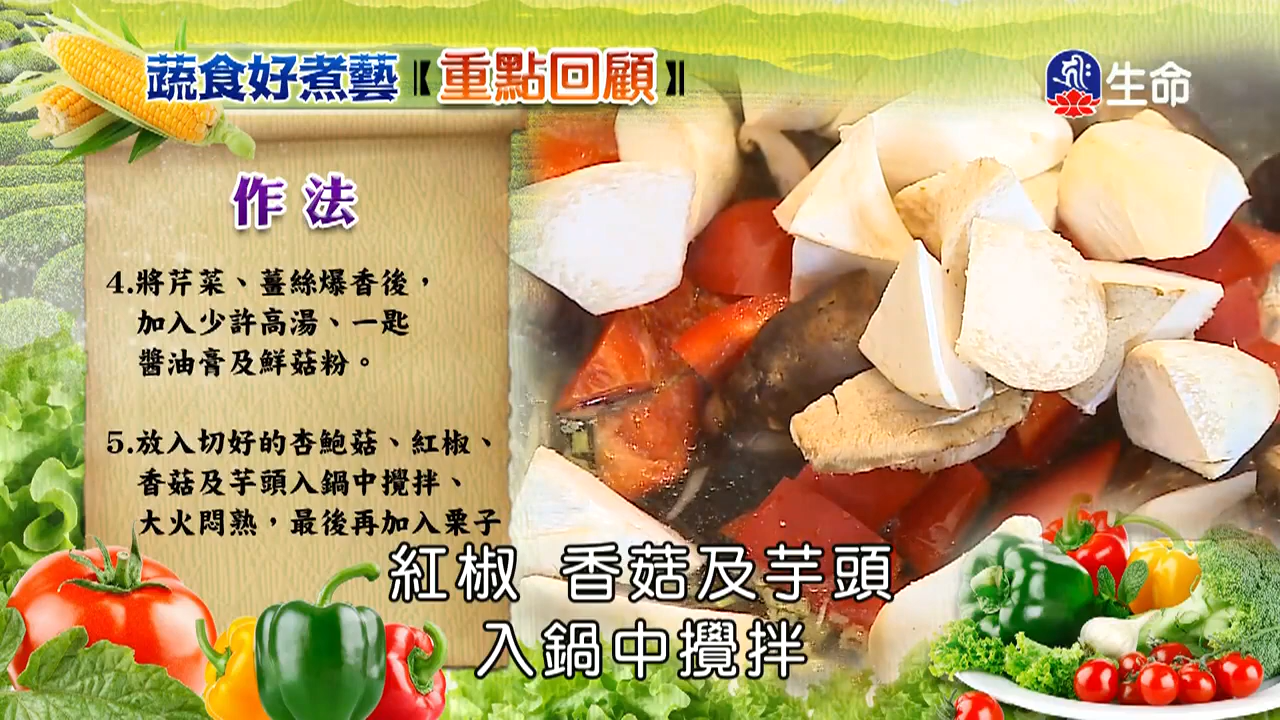 蔬食好煮藝【重點回顧】
生命
作法
4.將芹菜、薑絲爆香後，
加入少許高湯、一匙
醬油膏及鮮菇粉。
5.放入切好的杏鮑菇、紅椒、
香菇及芋頭入鍋中攪拌、
大火悶熟，最後再加入栗子
紅椒 香菇及芋頭
入鍋中攪拌